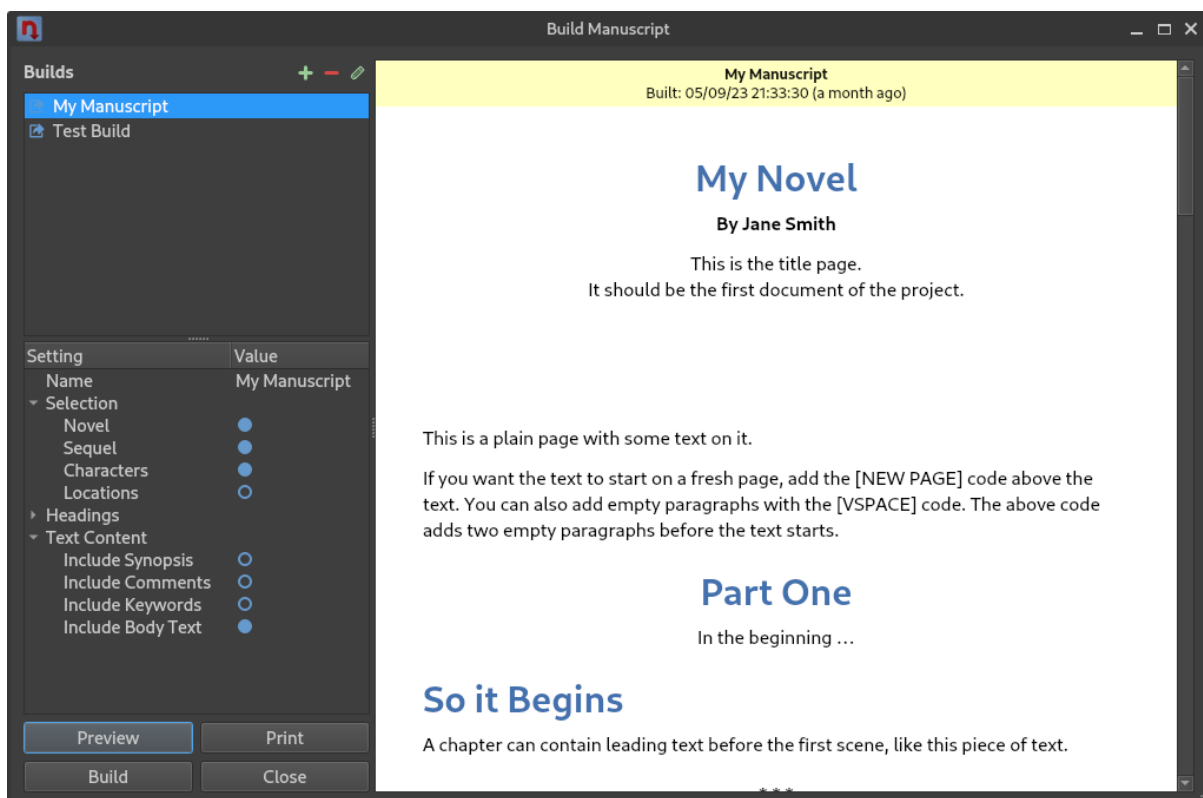 Build Manuscript
Builds
My Manuscript
Test Build
Setting Value
Name My Manuscript
Selection
Novel
Sequel
Characters
Locations
Headings
Text Content
Include Synopsis
Include Comments
Include Keywords
Include Body Text
Preview Print
Build Close
My Manuscript
Built: 05/09/23 21:33:30 (a month ago)
My Novel
By Jane Smith
This is the title page.
It should be the first document of the project.
This is a plain page with some text on it.
If you want the text to start on a fresh page, add the [NEW PAGE] code above the
text. You can also add empty paragraphs with the [VSPACE] code. The above code
adds two empty paragraphs before the text starts.
Part One
In the beginning …
So it Begins
A chapter can contain leading text before the first scene, like this piece of text.
* * *